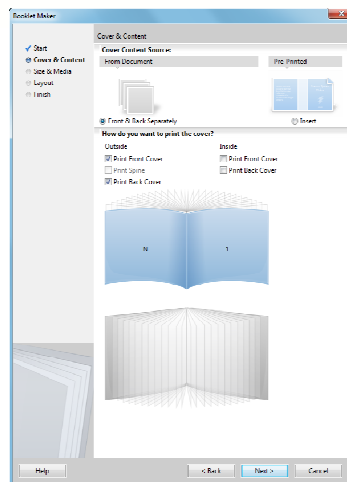 Booklet Maker
Cover & Content
Start
Cover & Content
Size & Media
Layout
Finish
Cover Content Source:
From Document
Pre-Printed
Front & Back Separately
Insert
How do you want to print the cover?
Outside
Inside
Print Front Cover
Print Front Cover
Print Spine
Print Back Cover
Print Back Cover
N
1
Help
< Back
Next >
Cancel